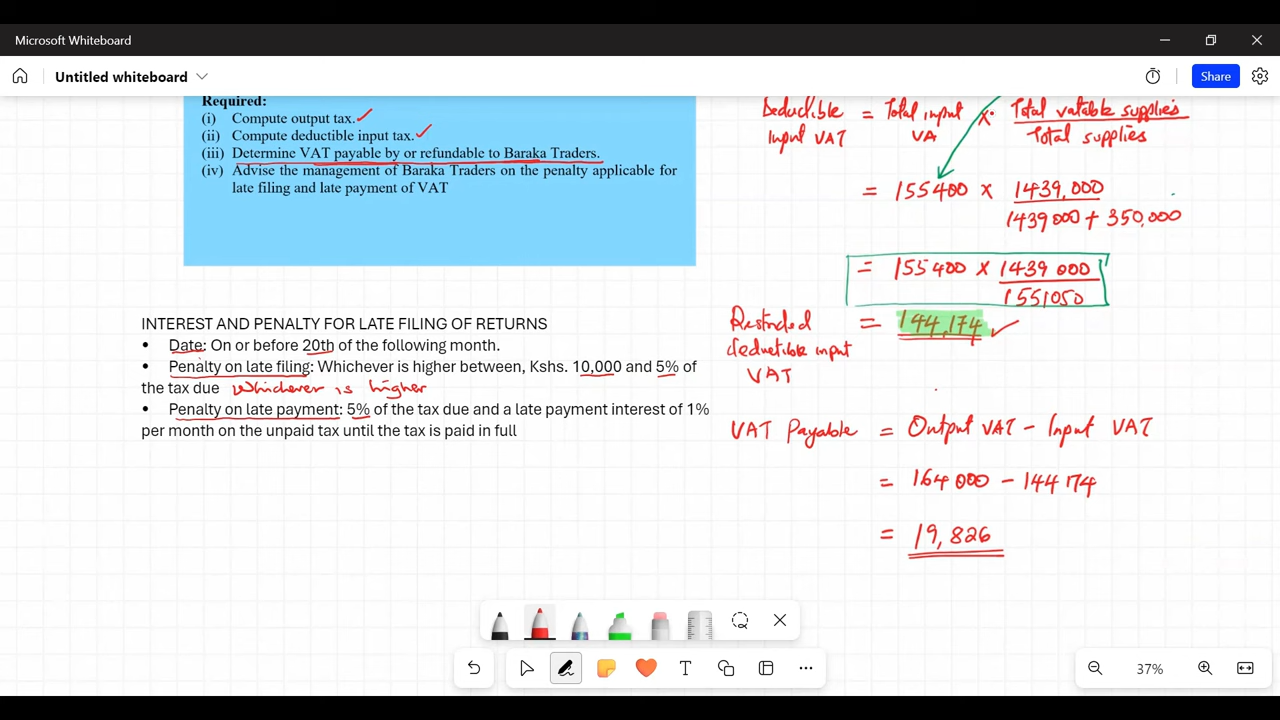 Microsoft Whiteboard
Untitled whiteboard
Share
Required:
(i) Compute output tax.
(ii) Compute deductible input tax.
(iii) Determine VAT payable by or refundable to Baraka Traders.
(iv) Advise the management of Baraka Traders on the penalty applicable for
late filing and late payment of VAT
INTEREST AND PENALTY FOR LATE FILING OF RETURNS
• Date: On or before 20th of the following month.
• Penalty on late filing: Whichever is higher between, Kshs. 10,000 and 5% of
the tax due whichever is higher
• Penalty on late payment: 5% of the tax due and a late payment interest of 1%
per month on the unpaid tax until the tax is paid in full
Deductible Input VAT = Total input VA × Total vatable supplies / Total supplies
= 155400 × 1439,000 / 1439000 + 350,000
= 155400 × 1439 000 / 1551050
Restricted deductible input VAT = 144,174
VAT Payable = Output VAT - Input VAT
= 164 000 - 144 174
= 19,826
37%